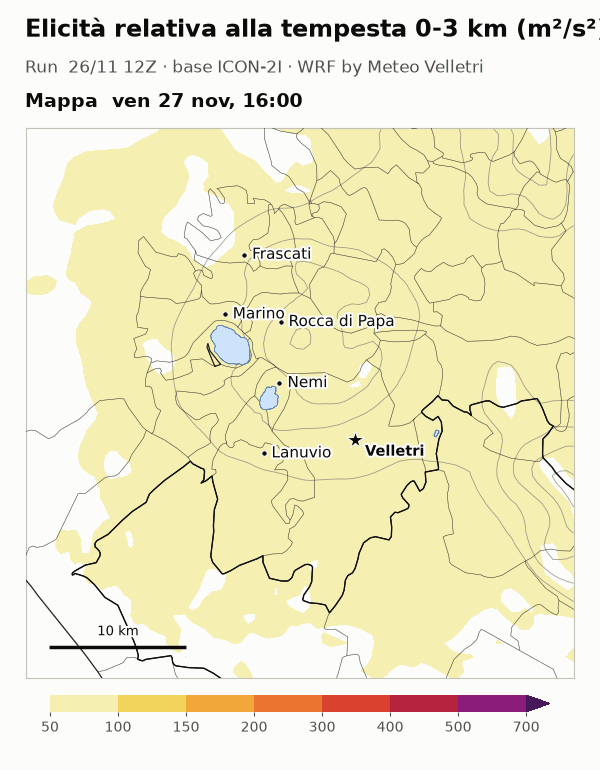 Elicità relativa alla tempesta 0-3 km (m²/s²)
Run 26/11 12Z · base ICON-2I · WRF by Meteo Velletri
Mappa ven 27 nov, 16:00
Frascati
Marino
Rocca di Papa
Nemi
Velletri
Lanuvio
10 km
50 100 150 200 300 400 500 700